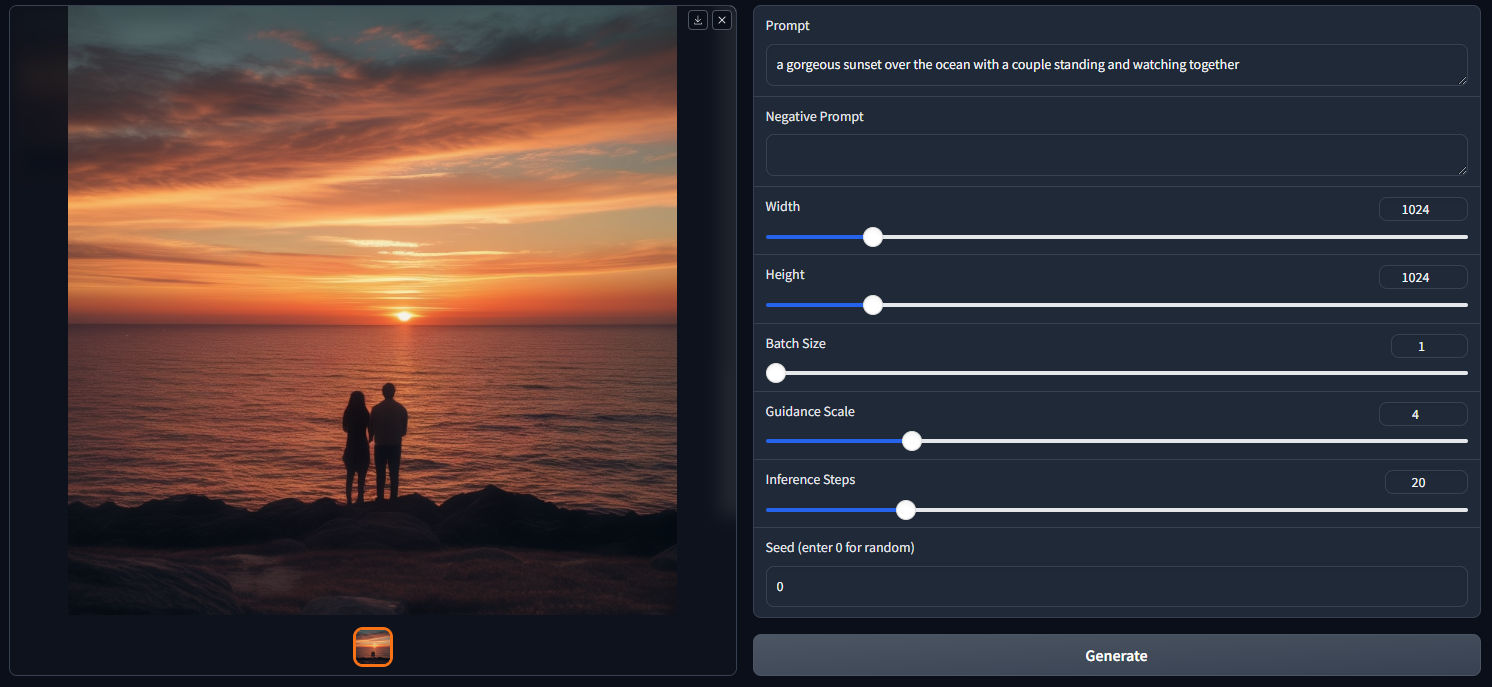 Prompt
a gorgeous sunset over the ocean with a couple standing and watching together
Negative Prompt
Width
1024
Height
1024
Batch Size
1
Guidance Scale
4
Inference Steps
20
Seed (enter 0 for random)
0
Generate